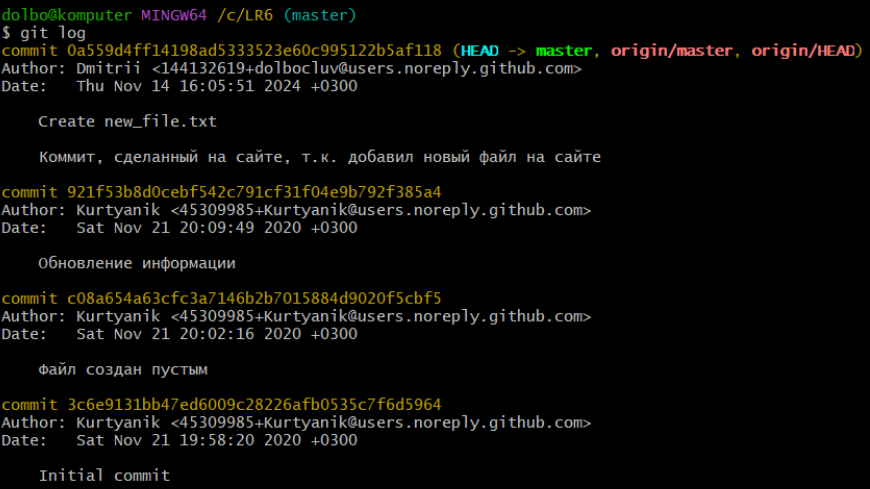 dolbo@komputer MINGW64 /c/LR6 (master)
$ git log
commit 0a559d4ff14198ad5333523e60c995122b5af118 (HEAD -> master, origin/master, origin/HEAD)
Author: Dmitrii <144132619+dolbocluv@users.noreply.github.com>
Date:   Thu Nov 14 16:05:51 2024 +0300
    Create new_file.txt
    Коммит, сделанный на сайте, т.к. добавил новый файл на сайте
commit 921f53b8d0cebf542c791cf31f04e9b792f385a4
Author: Kurtyanik <45309985+Kurtyanik@users.noreply.github.com>
Date:   Sat Nov 21 20:09:49 2020 +0300
    Обновление информации
commit c08a654a63cfc3a7146b2b7015884d9020f5cbf5
Author: Kurtyanik <45309985+Kurtyanik@users.noreply.github.com>
Date:   Sat Nov 21 20:02:16 2020 +0300
    Файл создан пустым
commit 3c6e9131bb47ed6009c28226afb0535c7f6d5964
Author: Kurtyanik <45309985+Kurtyanik@users.noreply.github.com>
Date:   Sat Nov 21 19:58:20 2020 +0300
    Initial commit